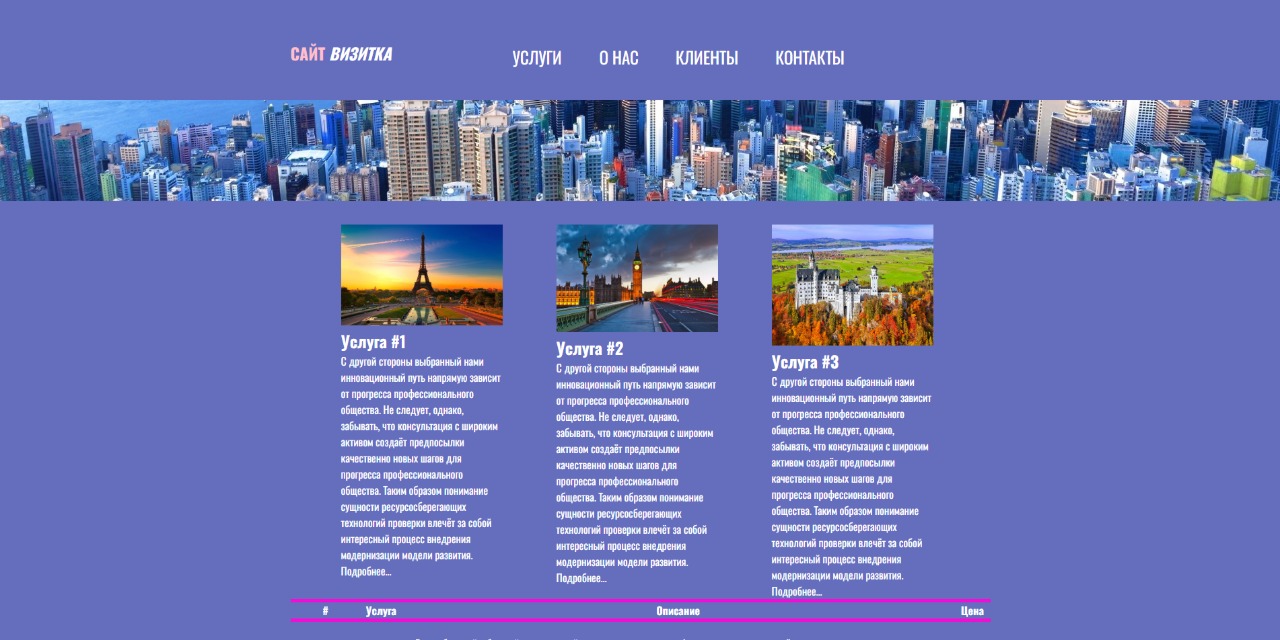 САЙТ ВИЗИТКА
УСЛУГИ О НАС КЛИЕНТЫ КОНТАКТЫ
Услуга #1
С другой стороны выбранный нами
инновационный путь напрямую зависит
от прогресса профессионального
общества. Не следует, однако,
забывать, что консультация с широким
активом создаёт предпосылки
качественно новых шагов для
прогресса профессионального
общества. Таким образом понимание
сущности ресурсосберегающих
технологий проверки влечёт за собой
интересный процесс внедрения
модернизации модели развития.
Подробнее...
Услуга #2
С другой стороны выбранный нами
инновационный путь напрямую зависит
от прогресса профессионального
общества. Не следует, однако,
забывать, что консультация с широким
активом создаёт предпосылки
качественно новых шагов для
прогресса профессионального
общества. Таким образом понимание
сущности ресурсосберегающих
технологий проверки влечёт за собой
интересный процесс внедрения
модернизации модели развития.
Подробнее...
Услуга #3
С другой стороны выбранный нами
инновационный путь напрямую зависит
от прогресса профессионального
общества. Не следует, однако,
забывать, что консультация с широким
активом создаёт предпосылки
качественно новых шагов для
прогресса профессионального
общества. Таким образом понимание
сущности ресурсосберегающих
технологий проверки влечёт за собой
интересный процесс внедрения
модернизации модели развития.
Подробнее...
# Услуга Описание Цена